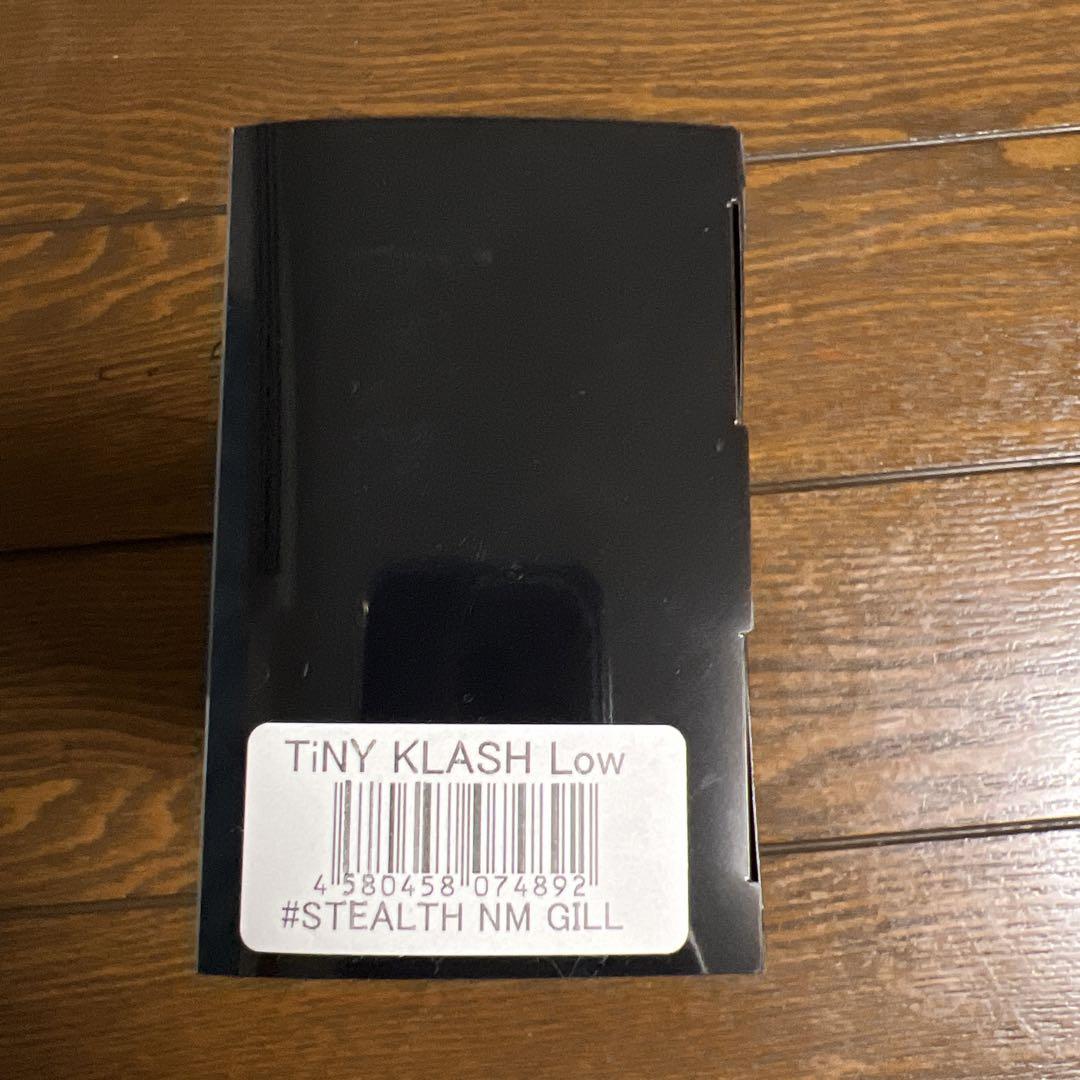 TiNY KLASH Low
4 580458 074892
#STEALTH NM GILL